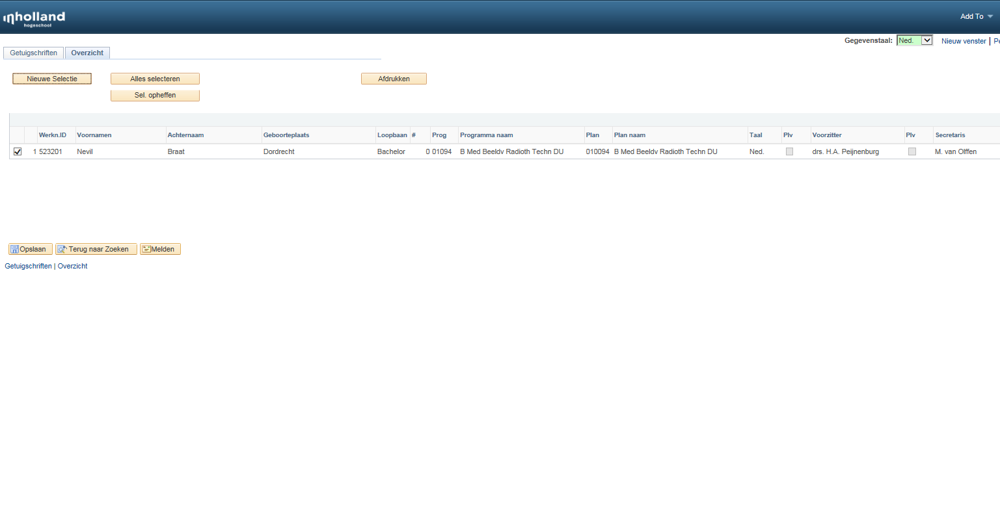 inholland
hogeschool
Add To
Gegevenstaal: Ned. Nieuw venster | Pe
Getuigschriften Overzicht
Nieuwe Selectie Alles selecteren Afdrukken
Sel. opheffen
Werkn.ID Voornamen Achternaam Geboorteplaats Loopbaan # Prog Programma naam Plan Plan naam Taal Plv Voorzitter Plv Secretaris
1 523201 Nevil Braat Dordrecht Bachelor 0 01094 B Med Beeldv Radioth Techn DU 010094 B Med Beeldv Radioth Techn DU Ned. drs. H.A. Peijnenburg M. van Olffen
Opslaan Terug naar Zoeken Melden
Getuigschriften | Overzicht